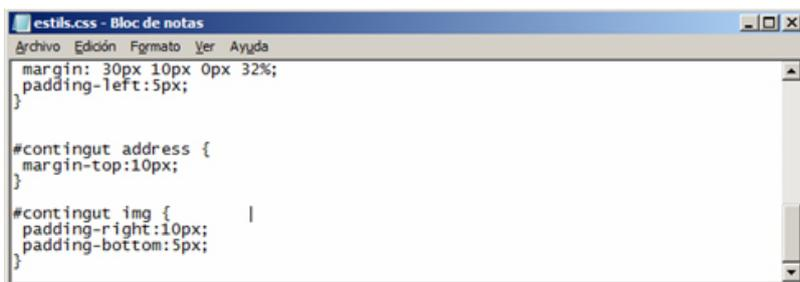 estils.css - Bloc de notas
Archivo Edición Formato Ver Ayuda
margin: 30px 10px 0px 32%;
padding-left:5px;
}
#contingut address {
margin-top:10px;
}
#contingut img {
padding-right:10px;
padding-bottom:5px;
}